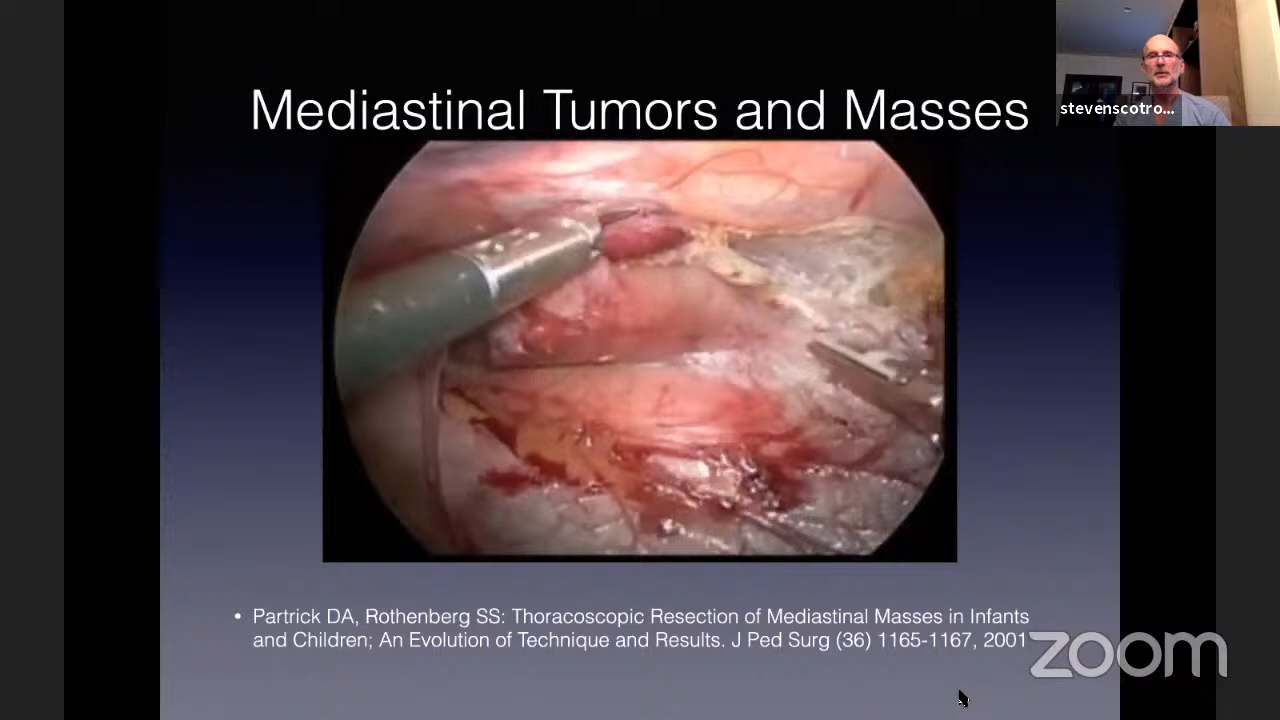 Mediastinal Tumors and Masses
stevenscotro...
• Partrick DA, Rothenberg SS: Thoracoscopic Resection of Mediastinal Masses in Infants
and Children; An Evolution of Technique and Results. J Ped Surg (36) 1165-1167, 2001
zoom